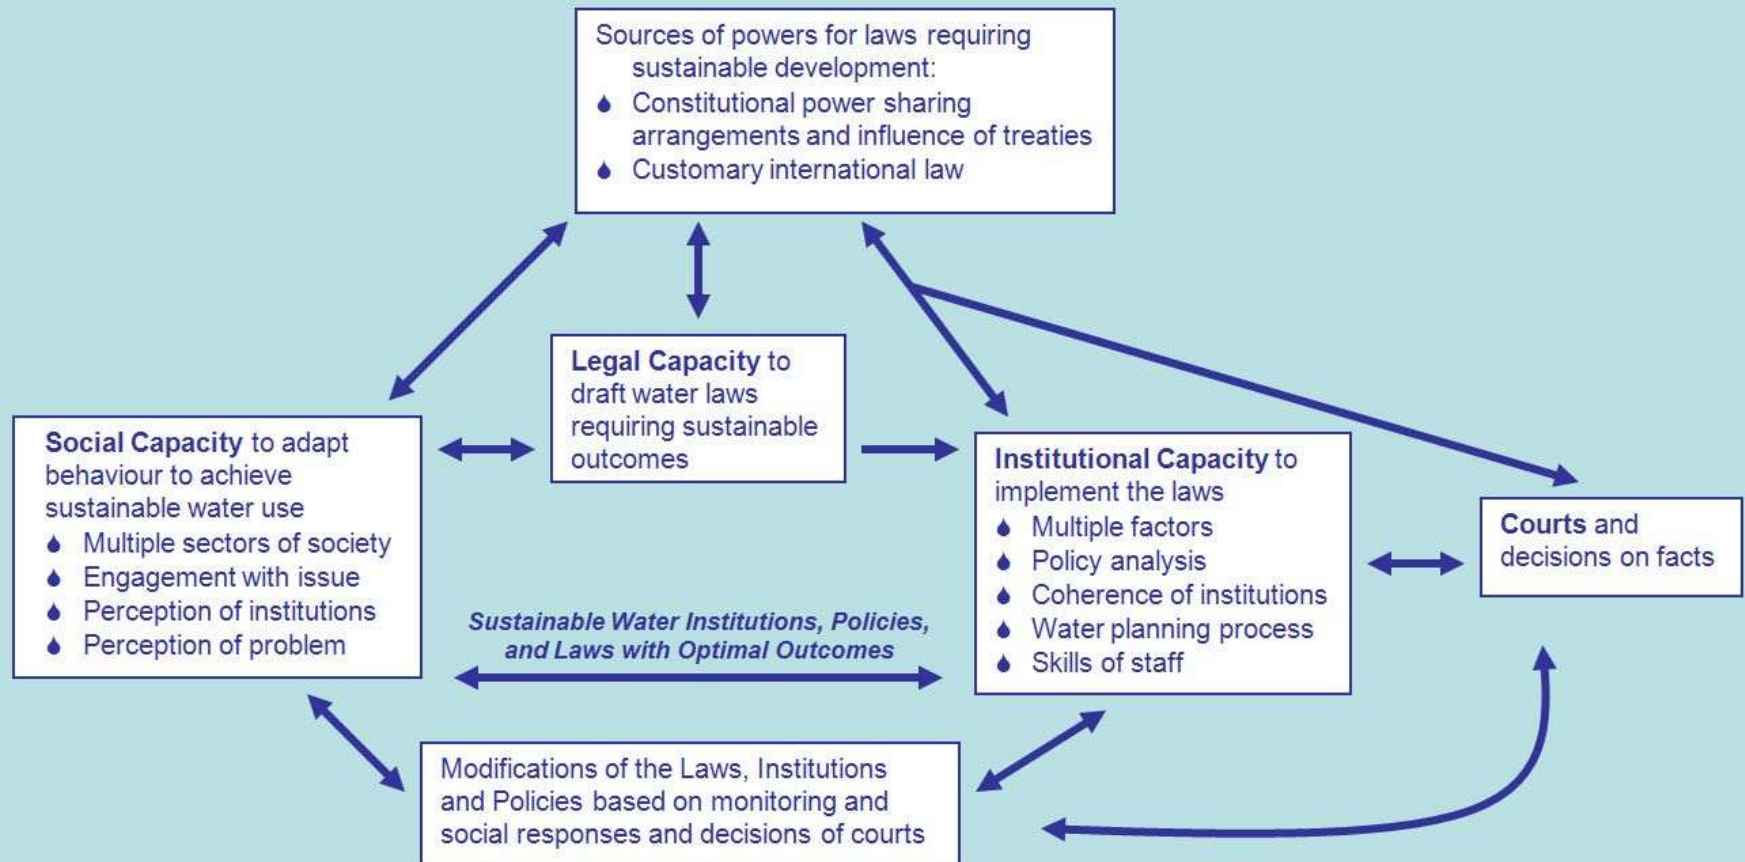 Sources of powers for laws requiring
sustainable development:
Constitutional power sharing
arrangements and influence of treaties
Customary international law
Legal Capacity to
draft water laws
requiring sustainable
outcomes
Social Capacity to adapt
behaviour to achieve
sustainable water use
Multiple sectors of society
Engagement with issue
Perception of institutions
Perception of problem
Institutional Capacity to
implement the laws
Multiple factors
Policy analysis
Coherence of institutions
Water planning process
Skills of staff
Courts and
decisions on facts
Sustainable Water Institutions, Policies,
and Laws with Optimal Outcomes
Modifications of the Laws, Institutions
and Policies based on monitoring and
social responses and decisions of courts